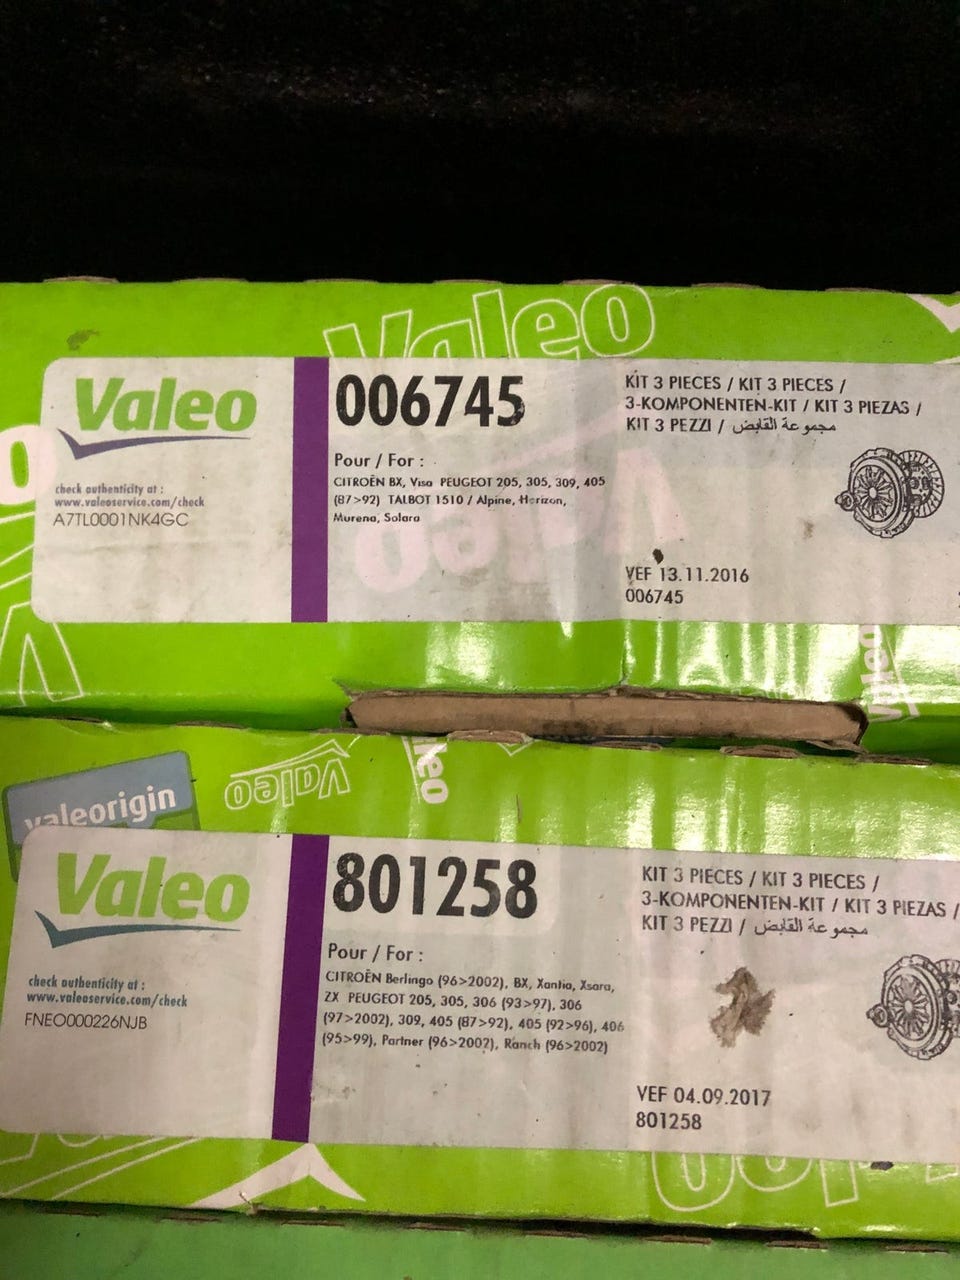 Valeo
Valeo
006745
KIT 3 PIECES / KIT 3 PIECES /
3-KOMPONENTEN-KIT / KIT 3 PIEZAS /
KIT 3 PEZZI / مجموعة القابض
Pour / For :
CITROËN BX, Visa PEUGEOT 205, 305, 309, 405
(87>92) TALBOT 1510 / Alpine, Horizon,
Murena, Solara
check authenticity at :
www.valeoservice.com/check
A7TL0001NK4GC
VEF 13.11.2016
006745
Valeo
Valeo
Valeo
valeorigin
Valeo
801258
KIT 3 PIECES / KIT 3 PIECES /
3-KOMPONENTEN-KIT / KIT 3 PIEZAS /
KIT 3 PEZZI / مجموعة القابض
Pour / For :
CITROËN Berlingo (96>2002), BX, Xantia, Xsara,
ZX PEUGEOT 205, 305, 306 (93>97), 306
(97>2002), 309, 405 (87>92), 405 (92>96), 406
(95>99), Partner (96>2002), Ranch (96>2002)
check authenticity at :
www.valeoservice.com/check
FNEO000226NJB
VEF 04.09.2017
801258